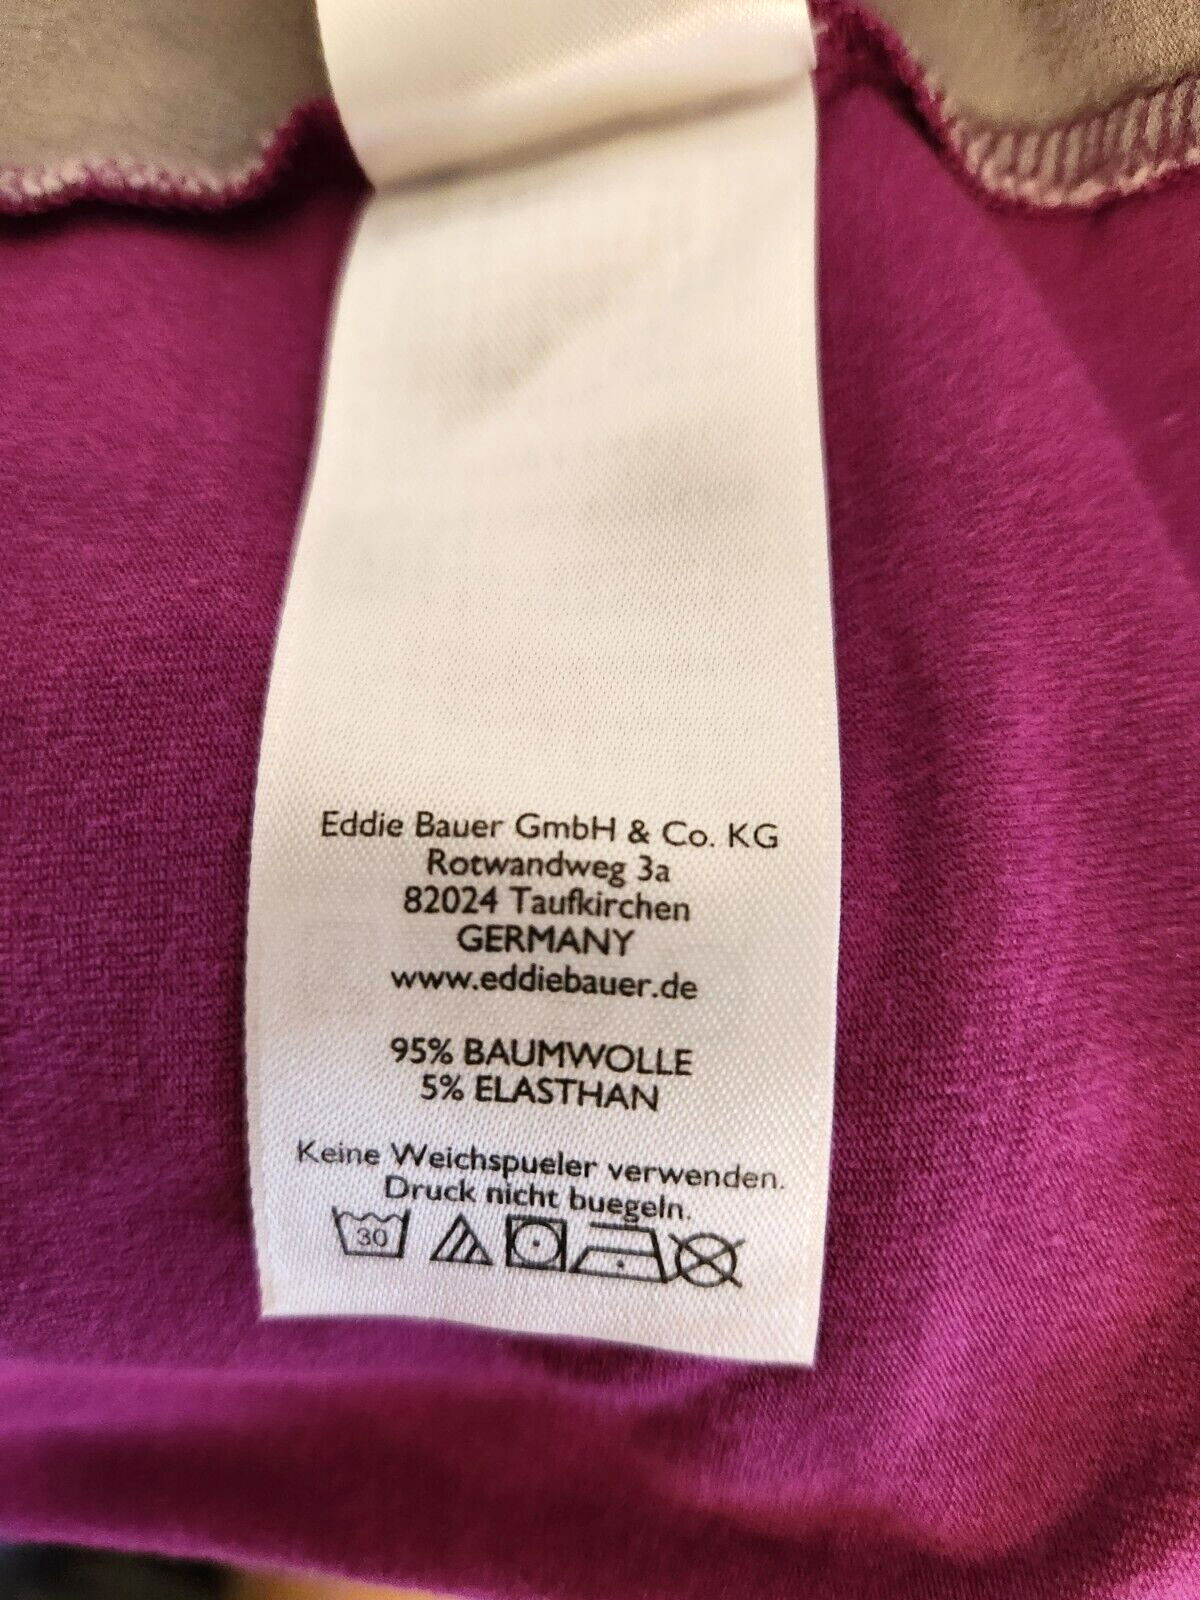 Eddie Bauer GmbH & Co. KG
Rotwandweg 3a
82024 Taufkirchen
GERMANY
www.eddiebauer.de
95% BAUMWOLLE
5% ELASTHAN
Keine Weichspueler verwenden.
Druck nicht buegeln.
30